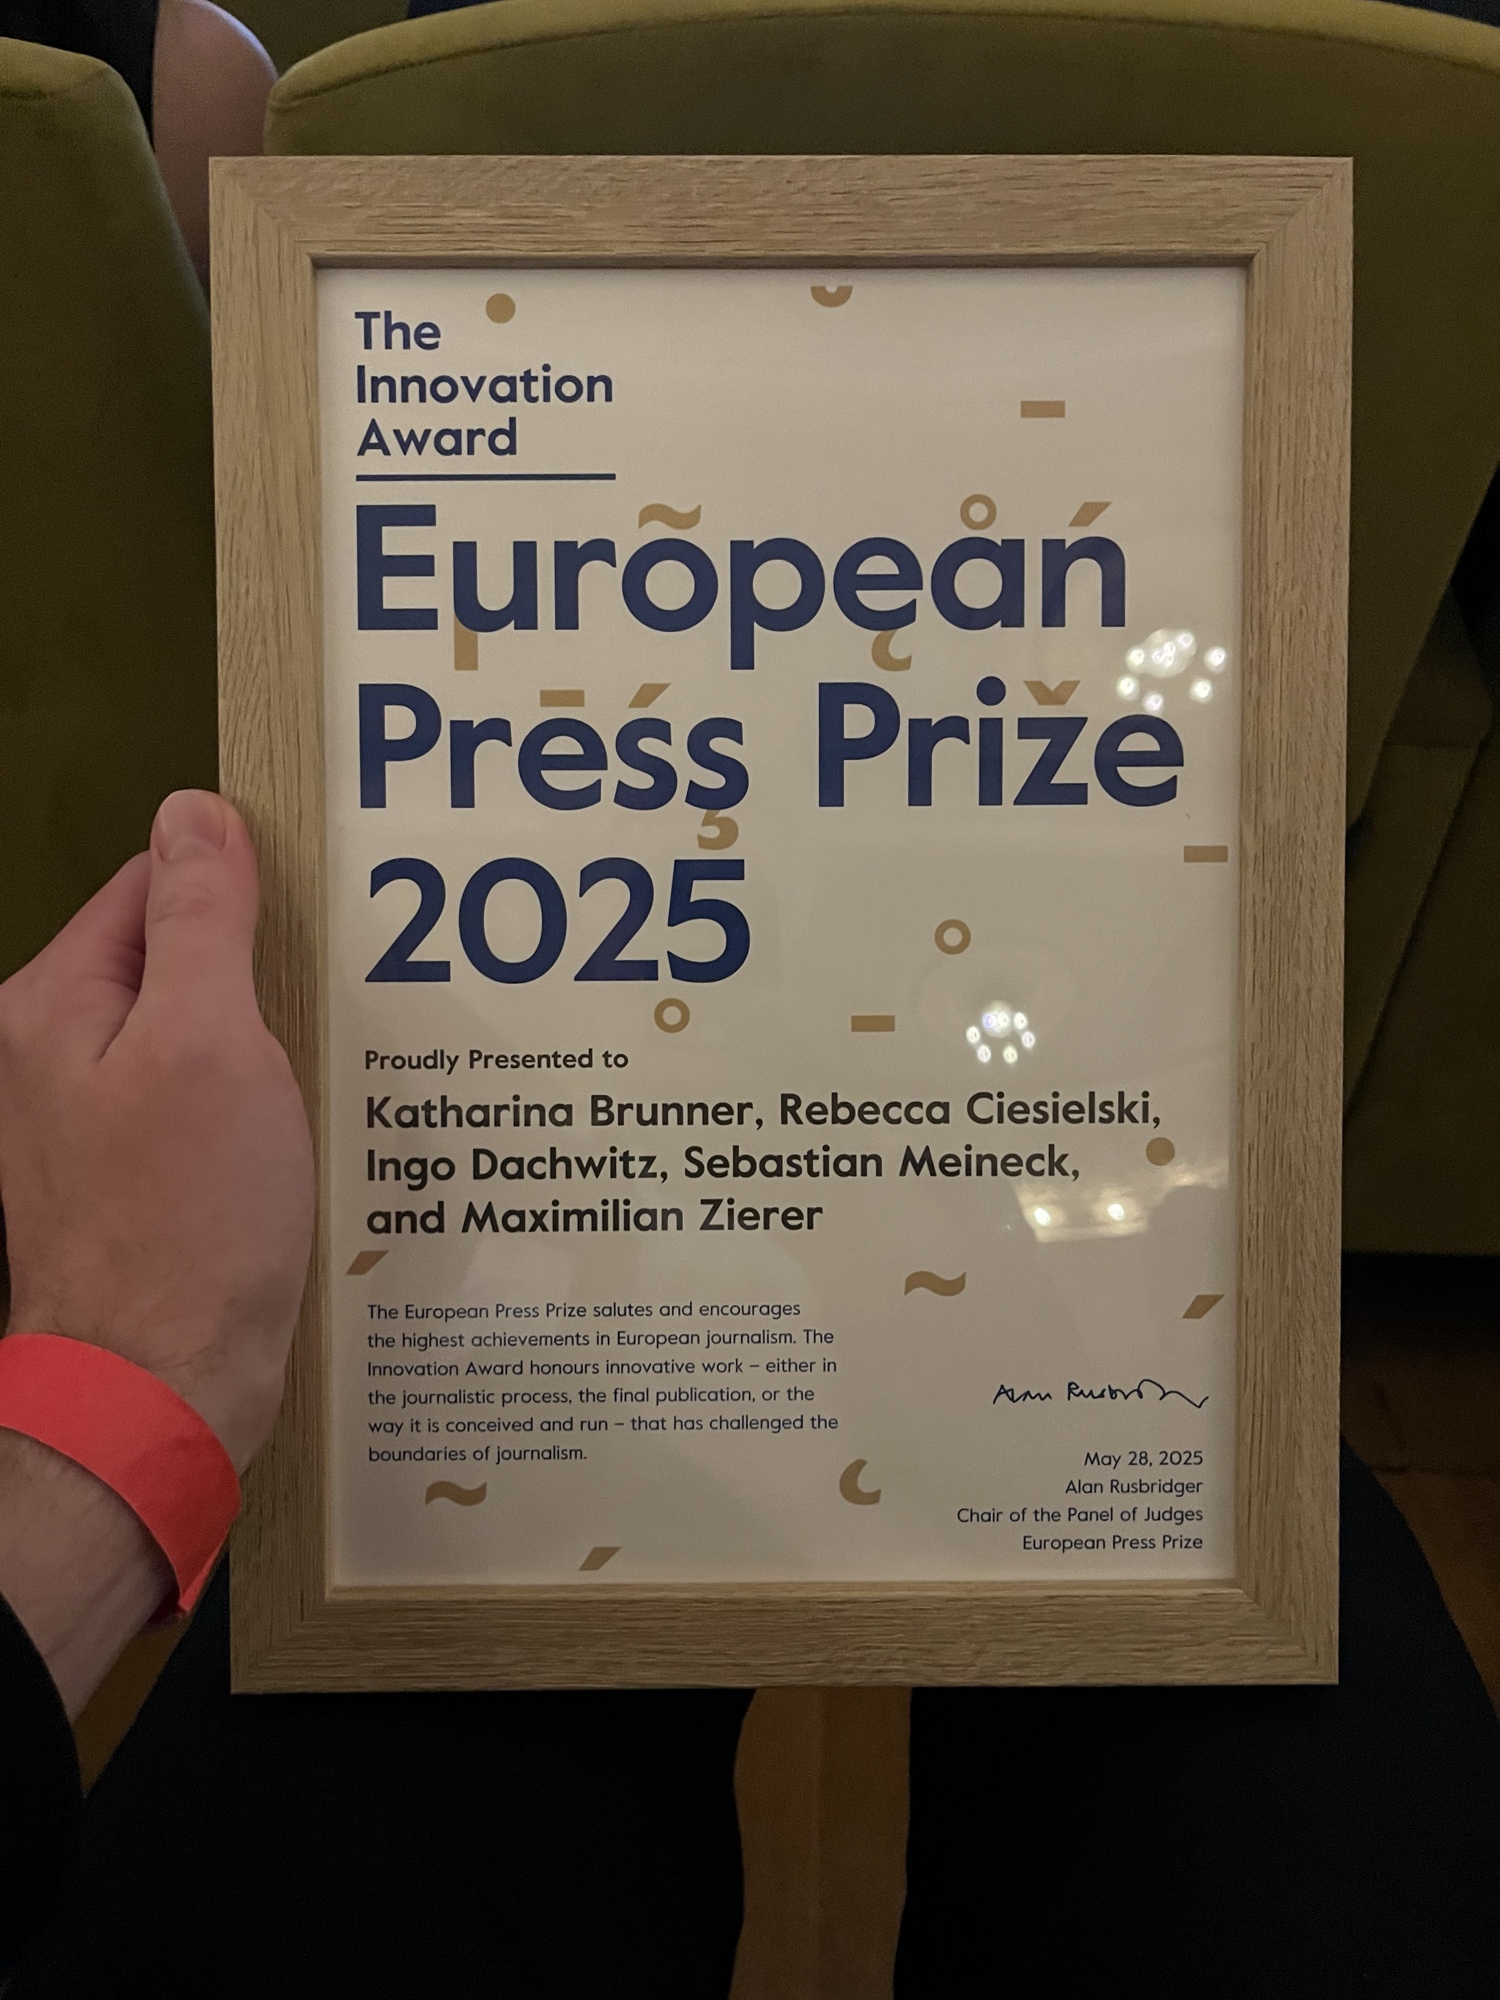 The
Innovation
Award
Eurõpęåń
Prēśş Priže
2025
Proudly Presented to
Katharina Brunner, Rebecca Ciesielski,
Ingo Dachwitz, Sebastian Meineck,
and Maximilian Zierer
The European Press Prize salutes and encourages
the highest achievements in European journalism. The
Innovation Award honours innovative work – either in
the journalistic process, the final publication, or the
way it is conceived and run – that has challenged the
boundaries of journalism.
May 28, 2025
Alan Rusbridger
Chair of the Panel of Judges
European Press Prize